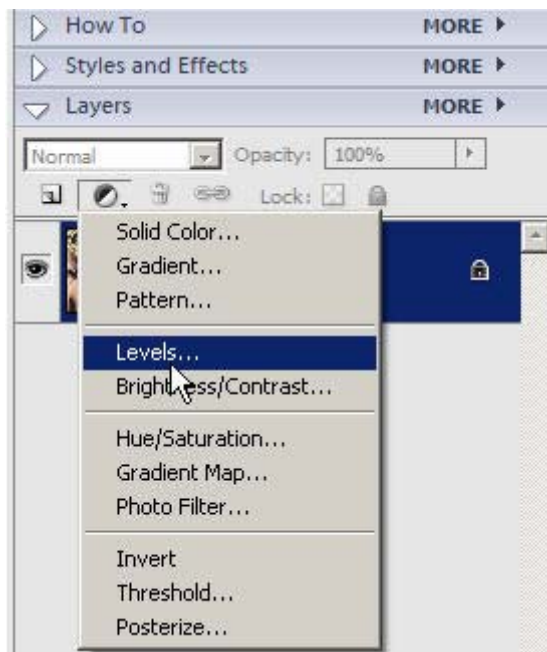 How To MORE
Styles and Effects MORE
Layers MORE
Normal Opacity: 100%
Lock:
Solid Color...
Gradient...
Pattern...
Levels...
Brightness/Contrast...
Hue/Saturation...
Gradient Map...
Photo Filter...
Invert
Threshold...
Posterize...